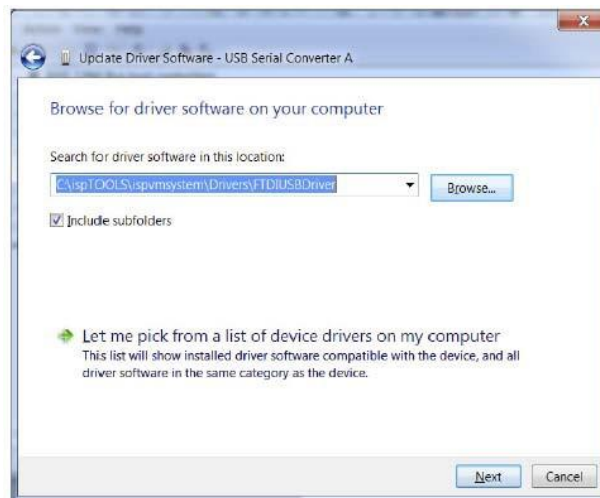 Update Driver Software - USB Serial Converter A
Browse for driver software on your computer
Search for driver software in this location:
C:\ispTOOLS\ispvmsystem\Drivers\FTDIUSBDriver
Browse...
Include subfolders
Let me pick from a list of device drivers on my computer
This list will show installed driver software compatible with the device, and all
driver software in the same category as the device.
Next
Cancel